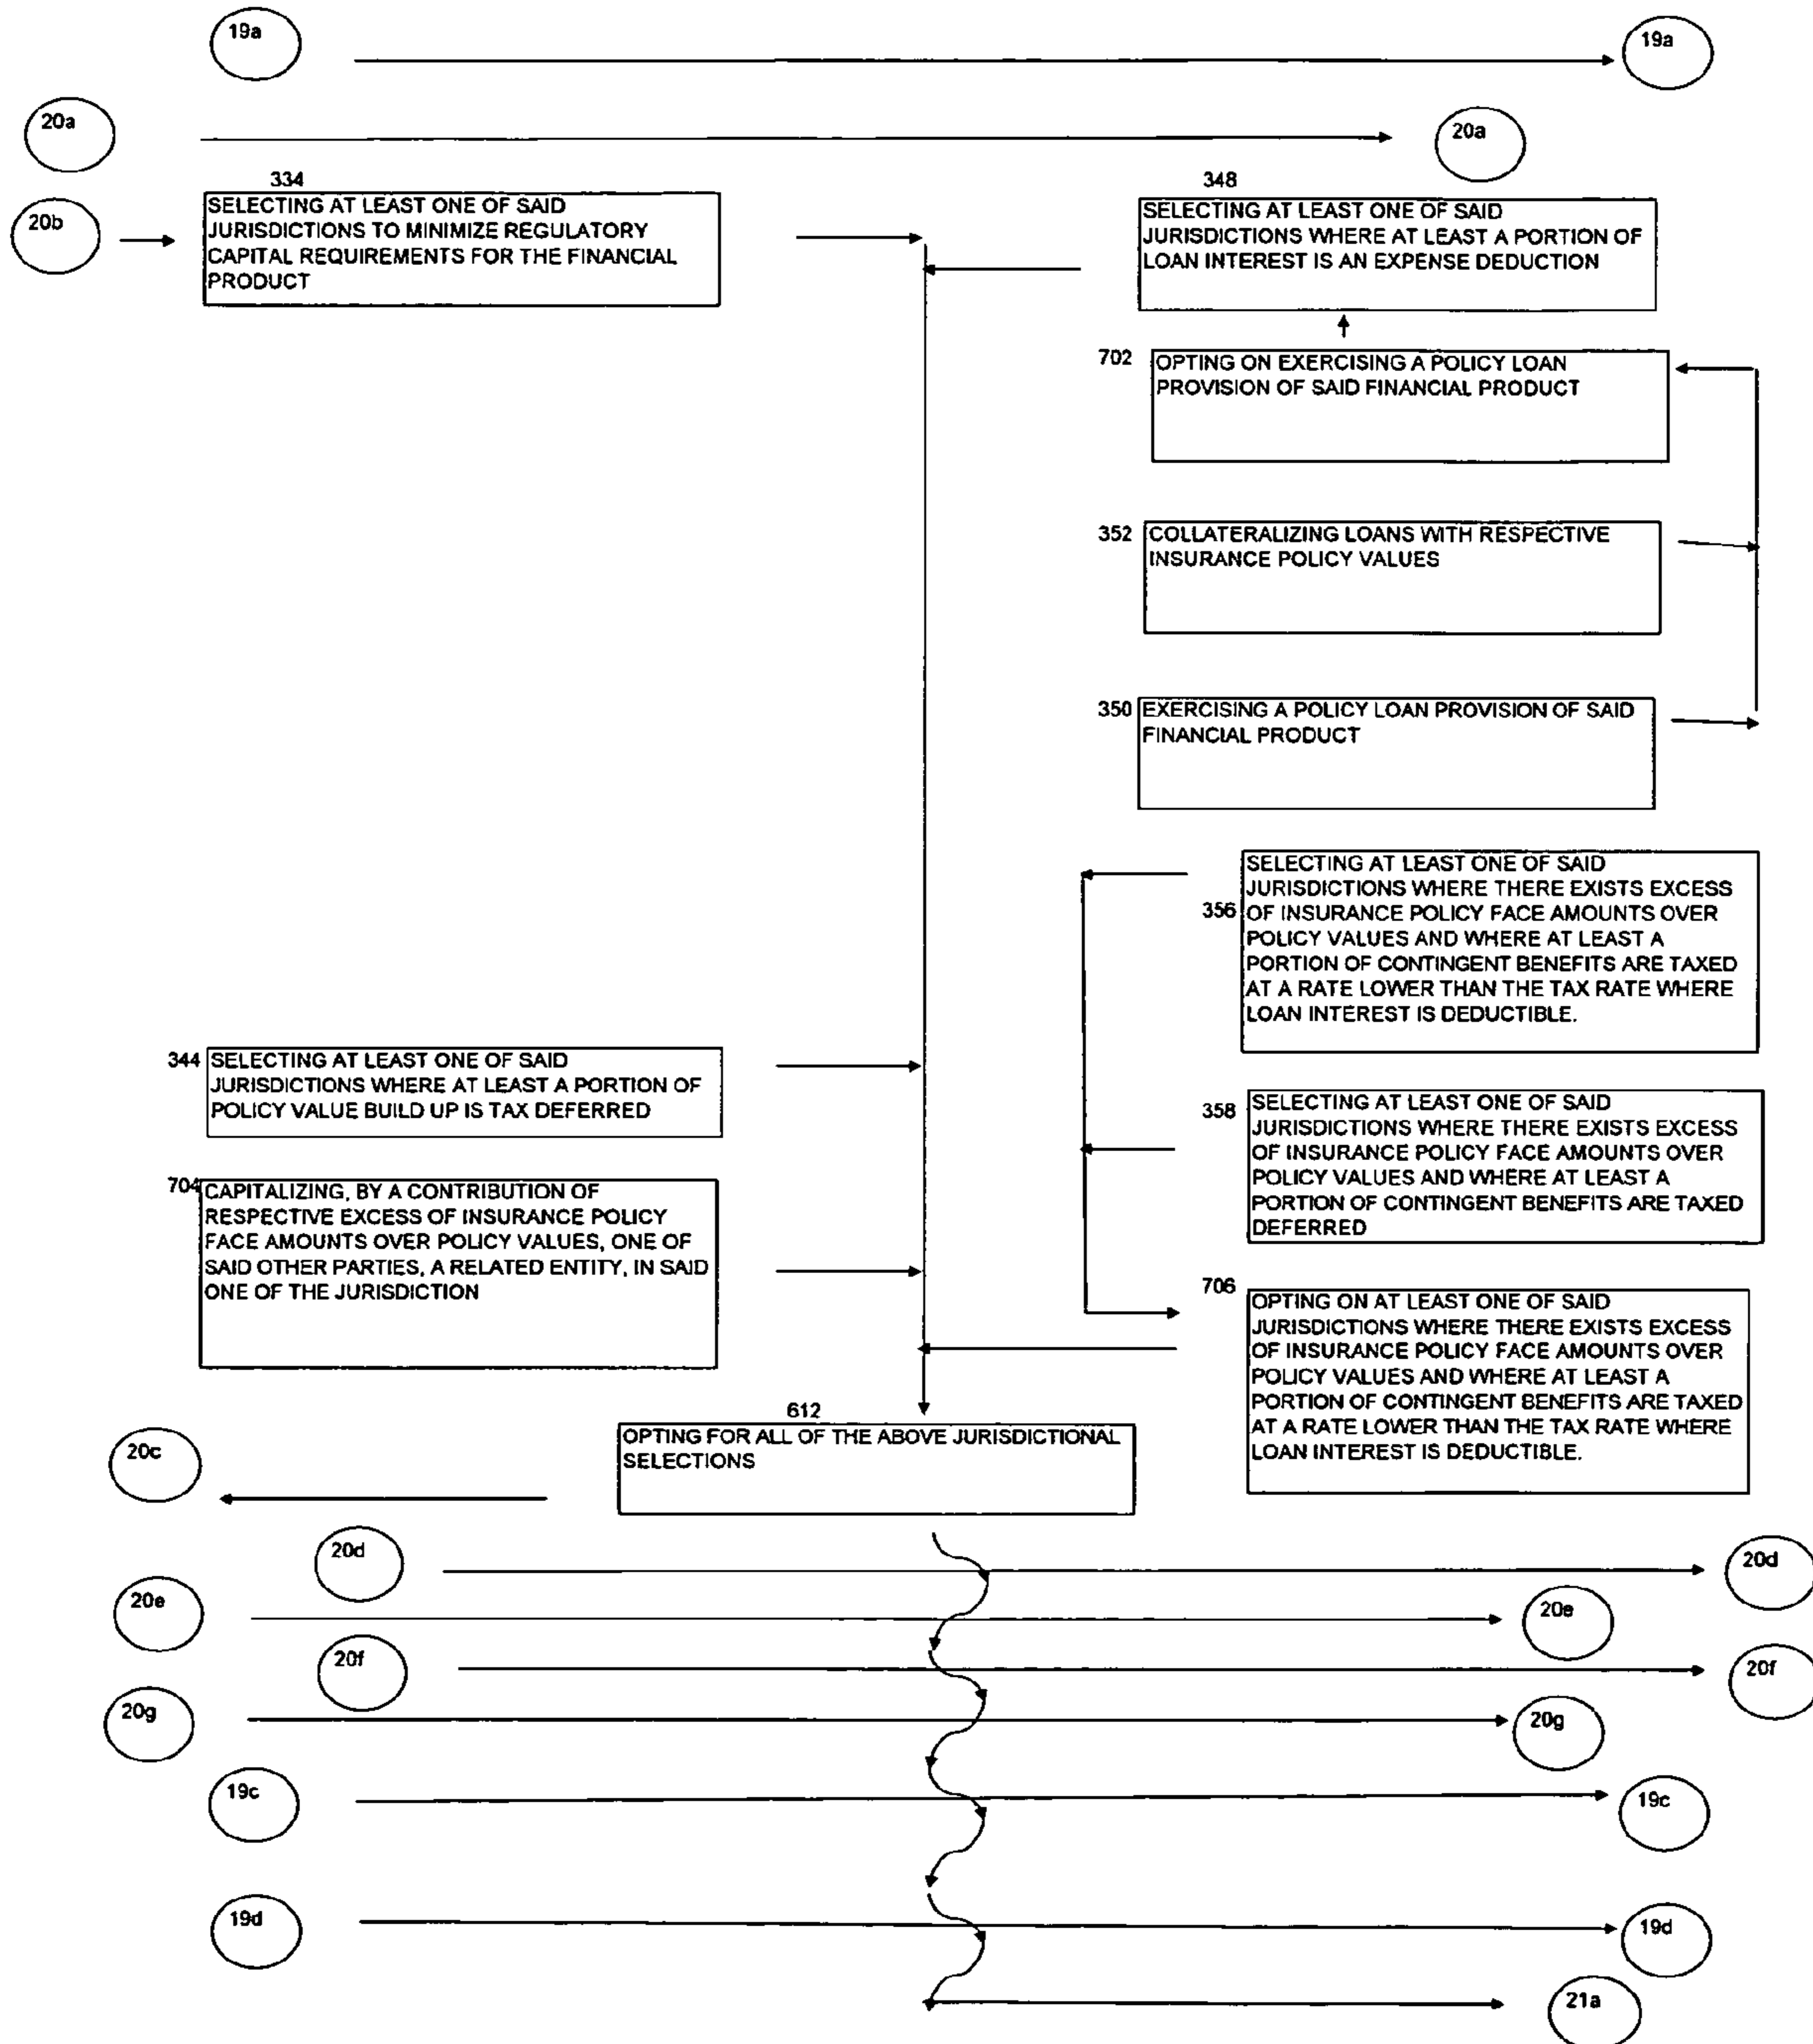 19a
19a
20a
20a
20b
334
SELECTING AT LEAST ONE OF SAID
JURISDICTIONS TO MINIMIZE REGULATORY
CAPITAL REQUIREMENTS FOR THE FINANCIAL
PRODUCT
348
SELECTING AT LEAST ONE OF SAID
JURISDICTIONS WHERE AT LEAST A PORTION OF
LOAN INTEREST IS AN EXPENSE DEDUCTION
702
OPTING ON EXERCISING A POLICY LOAN
PROVISION OF SAID FINANCIAL PRODUCT
352
COLLATERALIZING LOANS WITH RESPECTIVE
INSURANCE POLICY VALUES
350
EXERCISING A POLICY LOAN PROVISION OF SAID
FINANCIAL PRODUCT
356
SELECTING AT LEAST ONE OF SAID
JURISDICTIONS WHERE THERE EXISTS EXCESS
OF INSURANCE POLICY FACE AMOUNTS OVER
POLICY VALUES AND WHERE AT LEAST A
PORTION OF CONTINGENT BENEFITS ARE TAXED
AT A RATE LOWER THAN THE TAX RATE WHERE
LOAN INTEREST IS DEDUCTIBLE.
344
SELECTING AT LEAST ONE OF SAID
JURISDICTIONS WHERE AT LEAST A PORTION OF
POLICY VALUE BUILD UP IS TAX DEFERRED
358
SELECTING AT LEAST ONE OF SAID
JURISDICTIONS WHERE THERE EXISTS EXCESS
OF INSURANCE POLICY FACE AMOUNTS OVER
POLICY VALUES AND WHERE AT LEAST A
PORTION OF CONTINGENT BENEFITS ARE TAXED
DEFERRED
704
CAPITALIZING, BY A CONTRIBUTION OF
RESPECTIVE EXCESS OF INSURANCE POLICY
FACE AMOUNTS OVER POLICY VALUES, ONE OF
SAID OTHER PARTIES, A RELATED ENTITY, IN SAID
ONE OF THE JURISDICTION
706
OPTING ON AT LEAST ONE OF SAID
JURISDICTIONS WHERE THERE EXISTS EXCESS
OF INSURANCE POLICY FACE AMOUNTS OVER
POLICY VALUES AND WHERE AT LEAST A
PORTION OF CONTINGENT BENEFITS ARE TAXED
AT A RATE LOWER THAN THE TAX RATE WHERE
LOAN INTEREST IS DEDUCTIBLE.
612
OPTING FOR ALL OF THE ABOVE JURISDICTIONAL
SELECTIONS
20c
20d
20d
20e
20e
20f
20f
20g
20g
19c
19c
19d
19d
21a